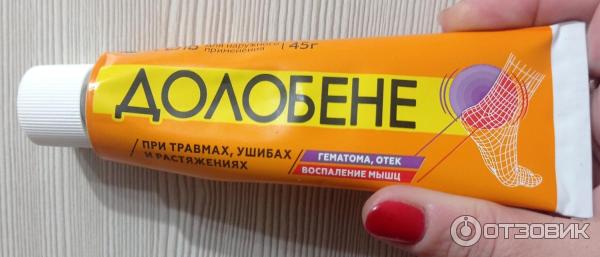 для наружного
применения
45г
ДОЛОБЕНЕ
ПРИ ТРАВМАХ, УШИБАХ
И РАСТЯЖЕНИЯХ
ГЕМАТОМА, ОТЕК
ВОСПАЛЕНИЕ МЫШЦ
ОТЗОВИК